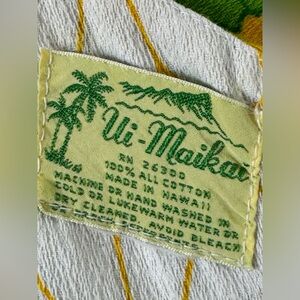 Ui-Maikai
RN 26300
100% ALL COTTON
MADE IN HAWAII
MACHINE OR HAND WASHED IN
COLD OR LUKEWARM WATER OR
DRY CLEANED. AVOID BLEACH